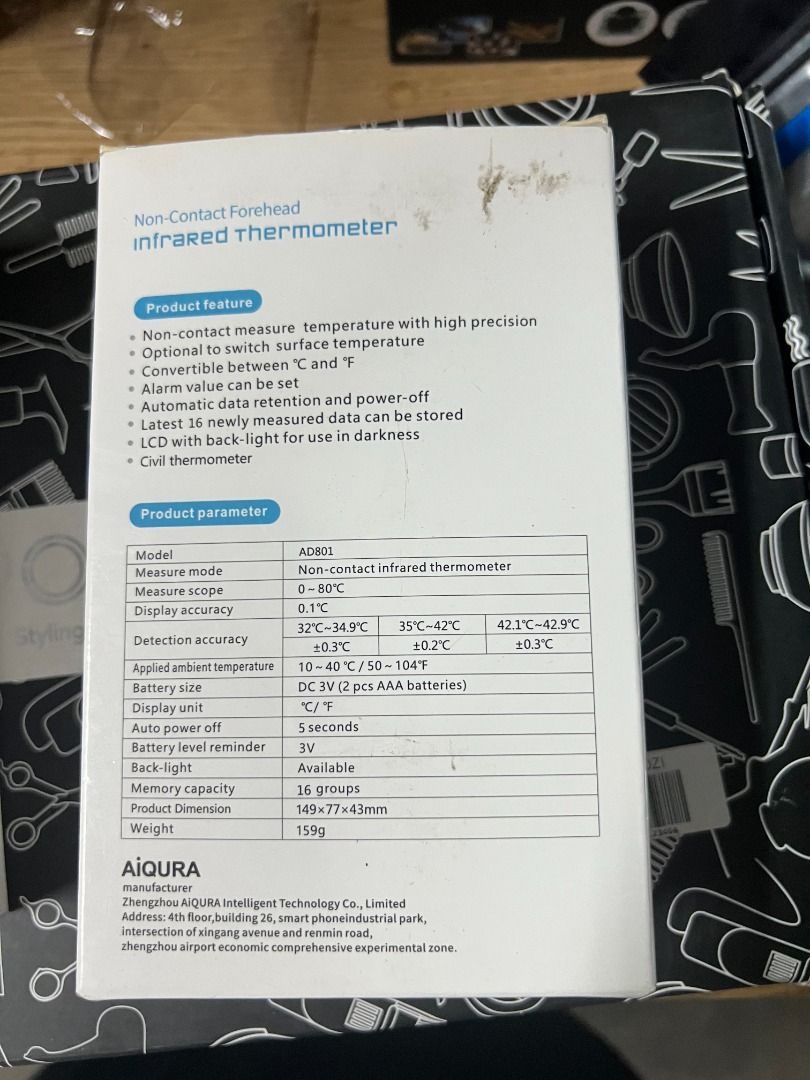 Non-Contact Forehead
Infrared Thermometer
Product feature
• Non-contact measure temperature with high precision
• Optional to switch surface temperature
• Convertible between ℃ and ℉
• Alarm value can be set
• Automatic data retention and power-off
• Latest 16 newly measured data can be stored
• LCD with back-light for use in darkness
• Civil thermometer
Product parameter
Model AD801
Measure mode Non-contact infrared thermometer
Measure scope 0~80℃
Display accuracy 0.1℃
Detection accuracy 32℃~34.9℃ 35℃~42℃ 42.1℃~42.9℃
±0.3℃ ±0.2℃ ±0.3℃
Applied ambient temperature 10~40℃/50~104℉
Battery size DC 3V (2 pcs AAA batteries)
Display unit ℃/℉
Auto power off 5 seconds
Battery level reminder 3V
Back-light Available
Memory capacity 16 groups
Product Dimension 149×77×43mm
Weight 159g
AiQURA
manufacturer
Zhengzhou AiQURA Intelligent Technology Co., Limited
Address: 4th floor,building 26, smart phoneindustrial park,
intersection of xingang avenue and renmin road,
zhengzhou airport economic comprehensive experimental zone.
Styling